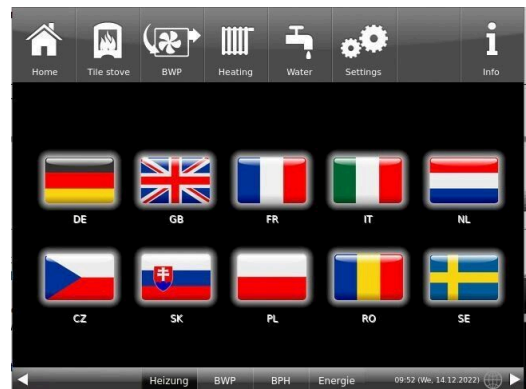 Home Tile stove BWP Heating Water Settings Info
DE GB FR IT NL
CZ SK PL RO SE
Heizung BWP BPH Energie 09:52 (We, 14.12.2022)